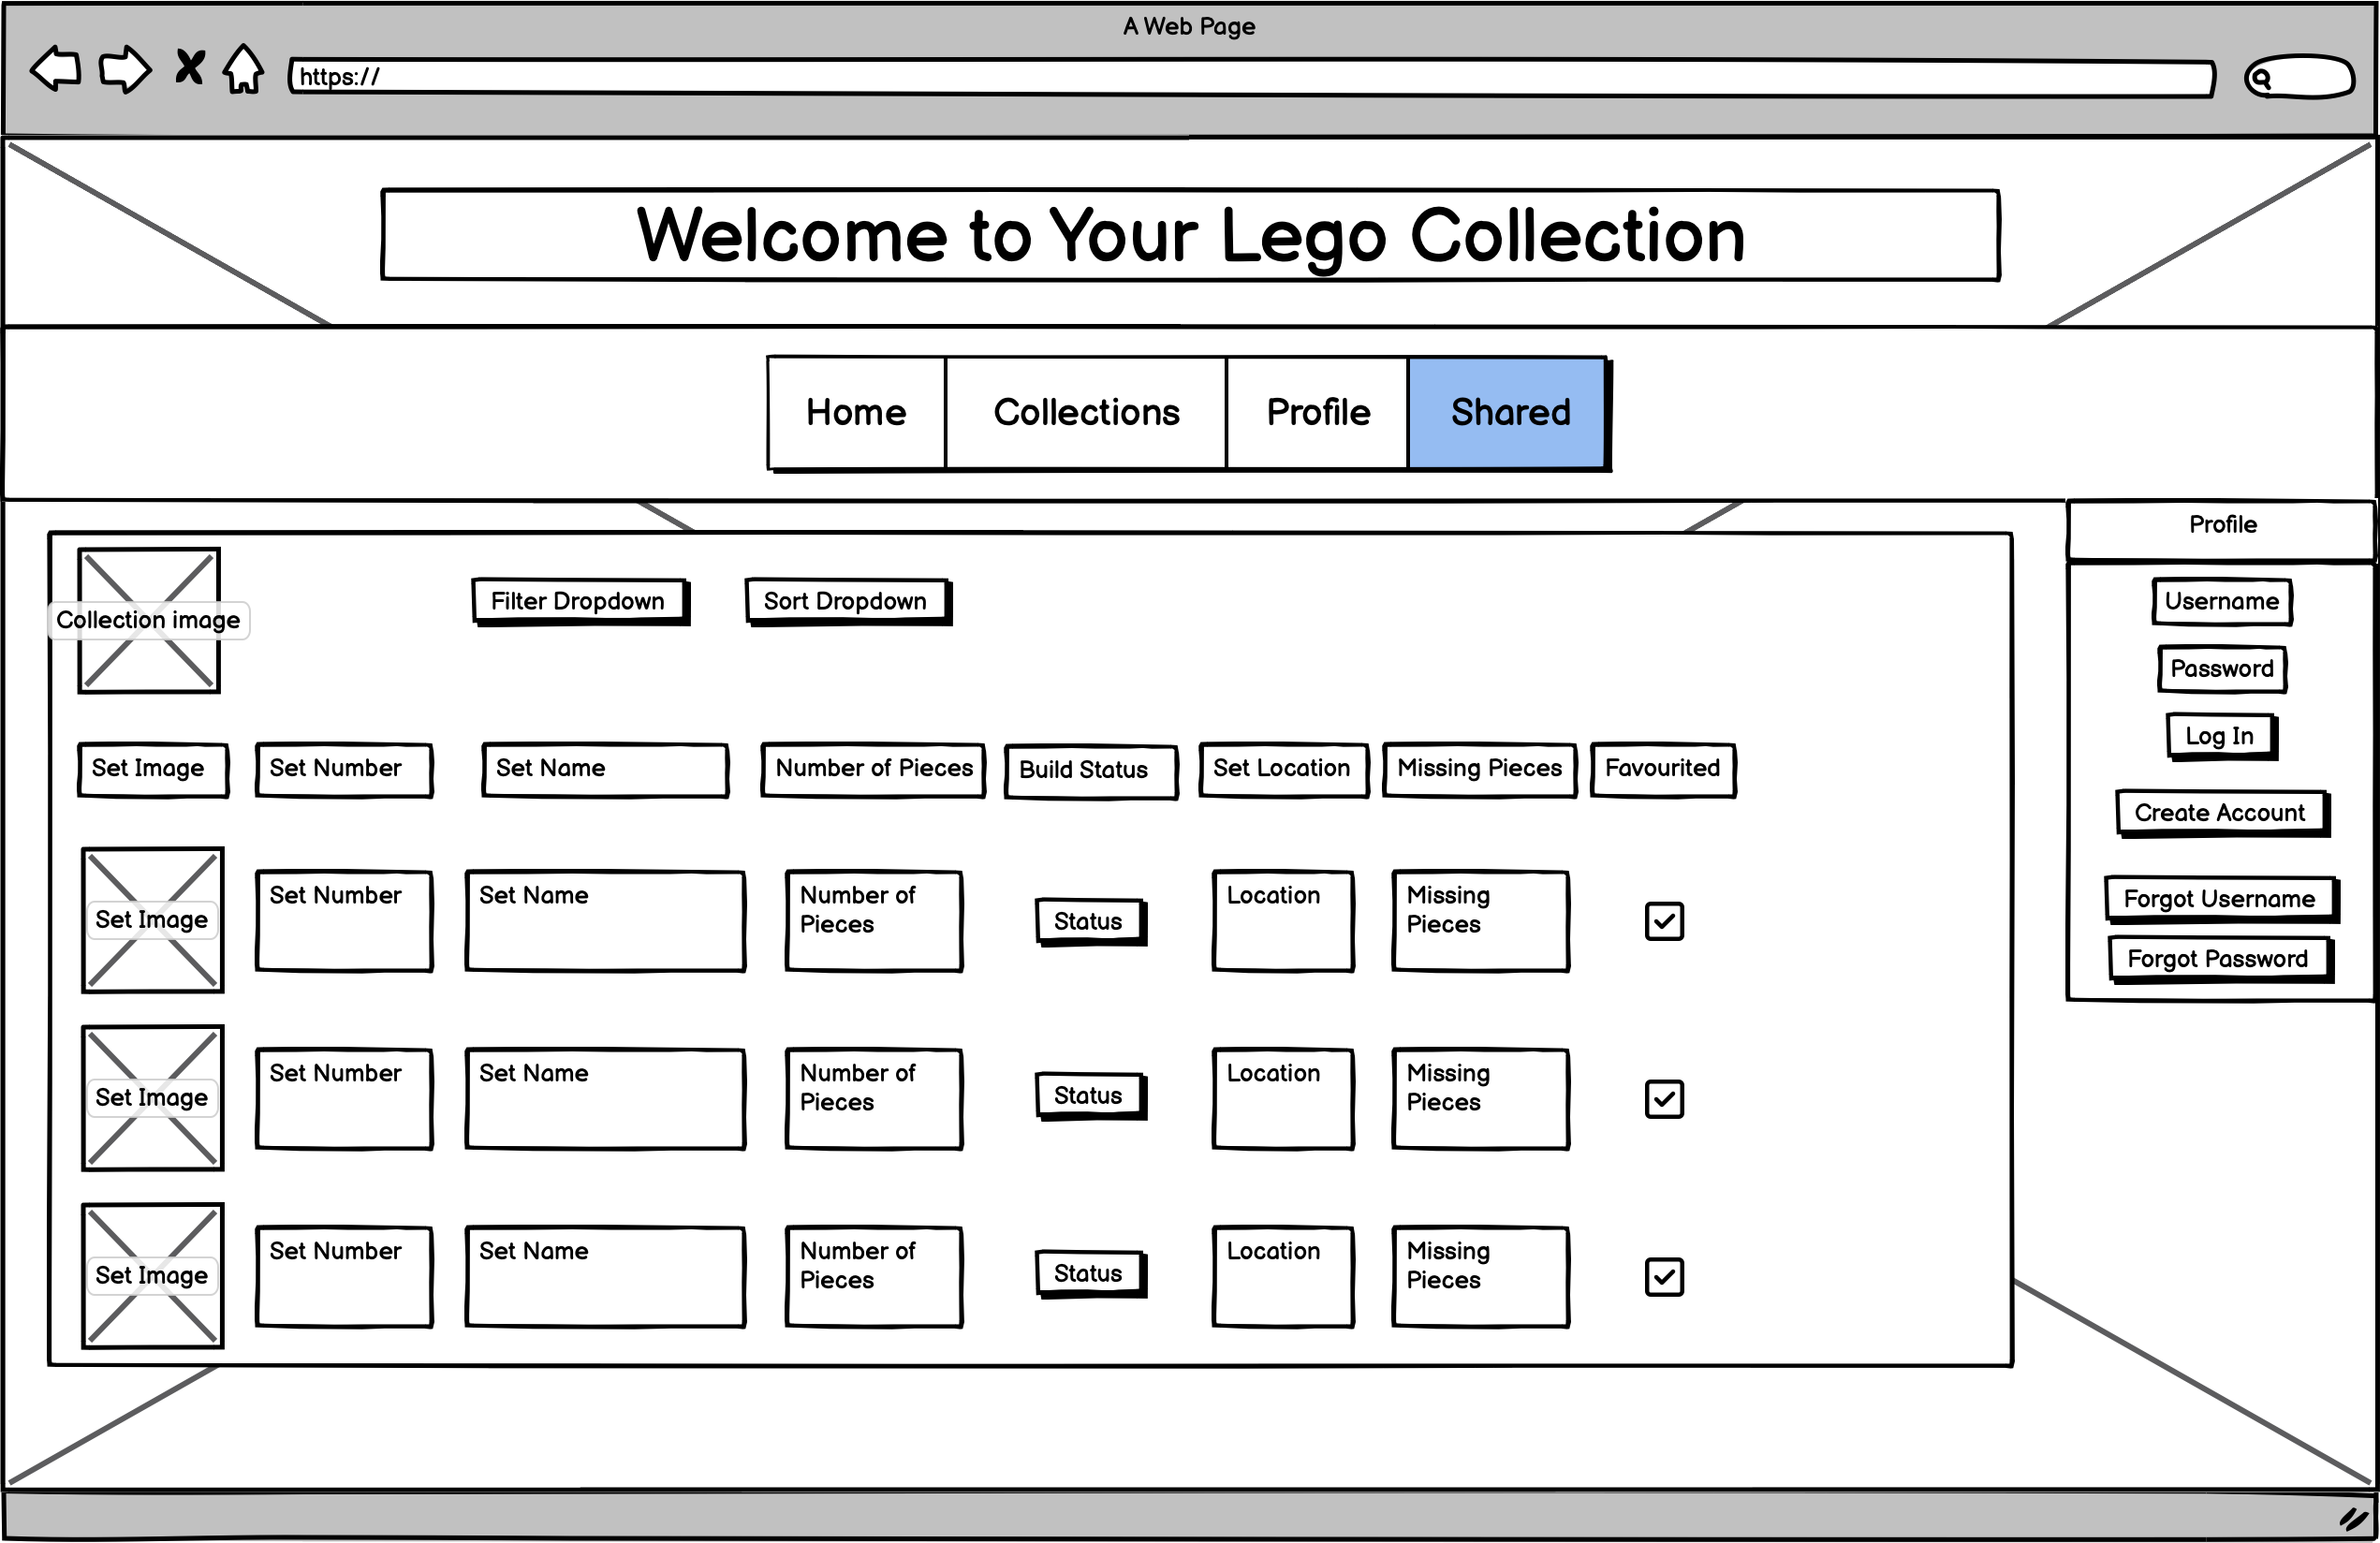 A Web Page
https://
Welcome to Your Lego Collection
Home Collections Profile Shared
Profile
Collection image
Filter Dropdown Sort Dropdown
Username
Password
Log In
Create Account
Forgot Username
Forgot Password
Set Image Set Number Set Name Number of Pieces Build Status Set Location Missing Pieces Favourited
Set Image Set Number Set Name Number of Status Location Missing
Pieces Pieces
Set Image Set Number Set Name Number of Status Location Missing
Pieces Pieces
Set Image Set Number Set Name Number of Status Location Missing
Pieces Pieces